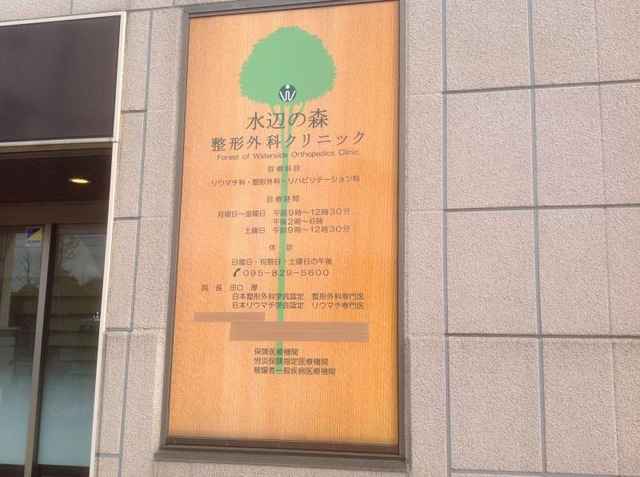 水辺の森
整形外科クリニック
Forest of Waterside Orthopedics Clinic
診療科目
リウマチ科・整形外科・リハビリテーション科
診療時間
月曜日～金曜日 午前9時～12時30分
午後2時～6時
土曜日 午前9時～12時30分
休 診
日曜日・祝祭日・土曜日の午後
095-829-5600
院 長 田口 厚
日本整形外科学会認定 整形外科専門医
日本リウマチ学会認定 リウマチ専門医
保険医療機関
労災保険指定医療機関
被爆者一般疾病医療機関